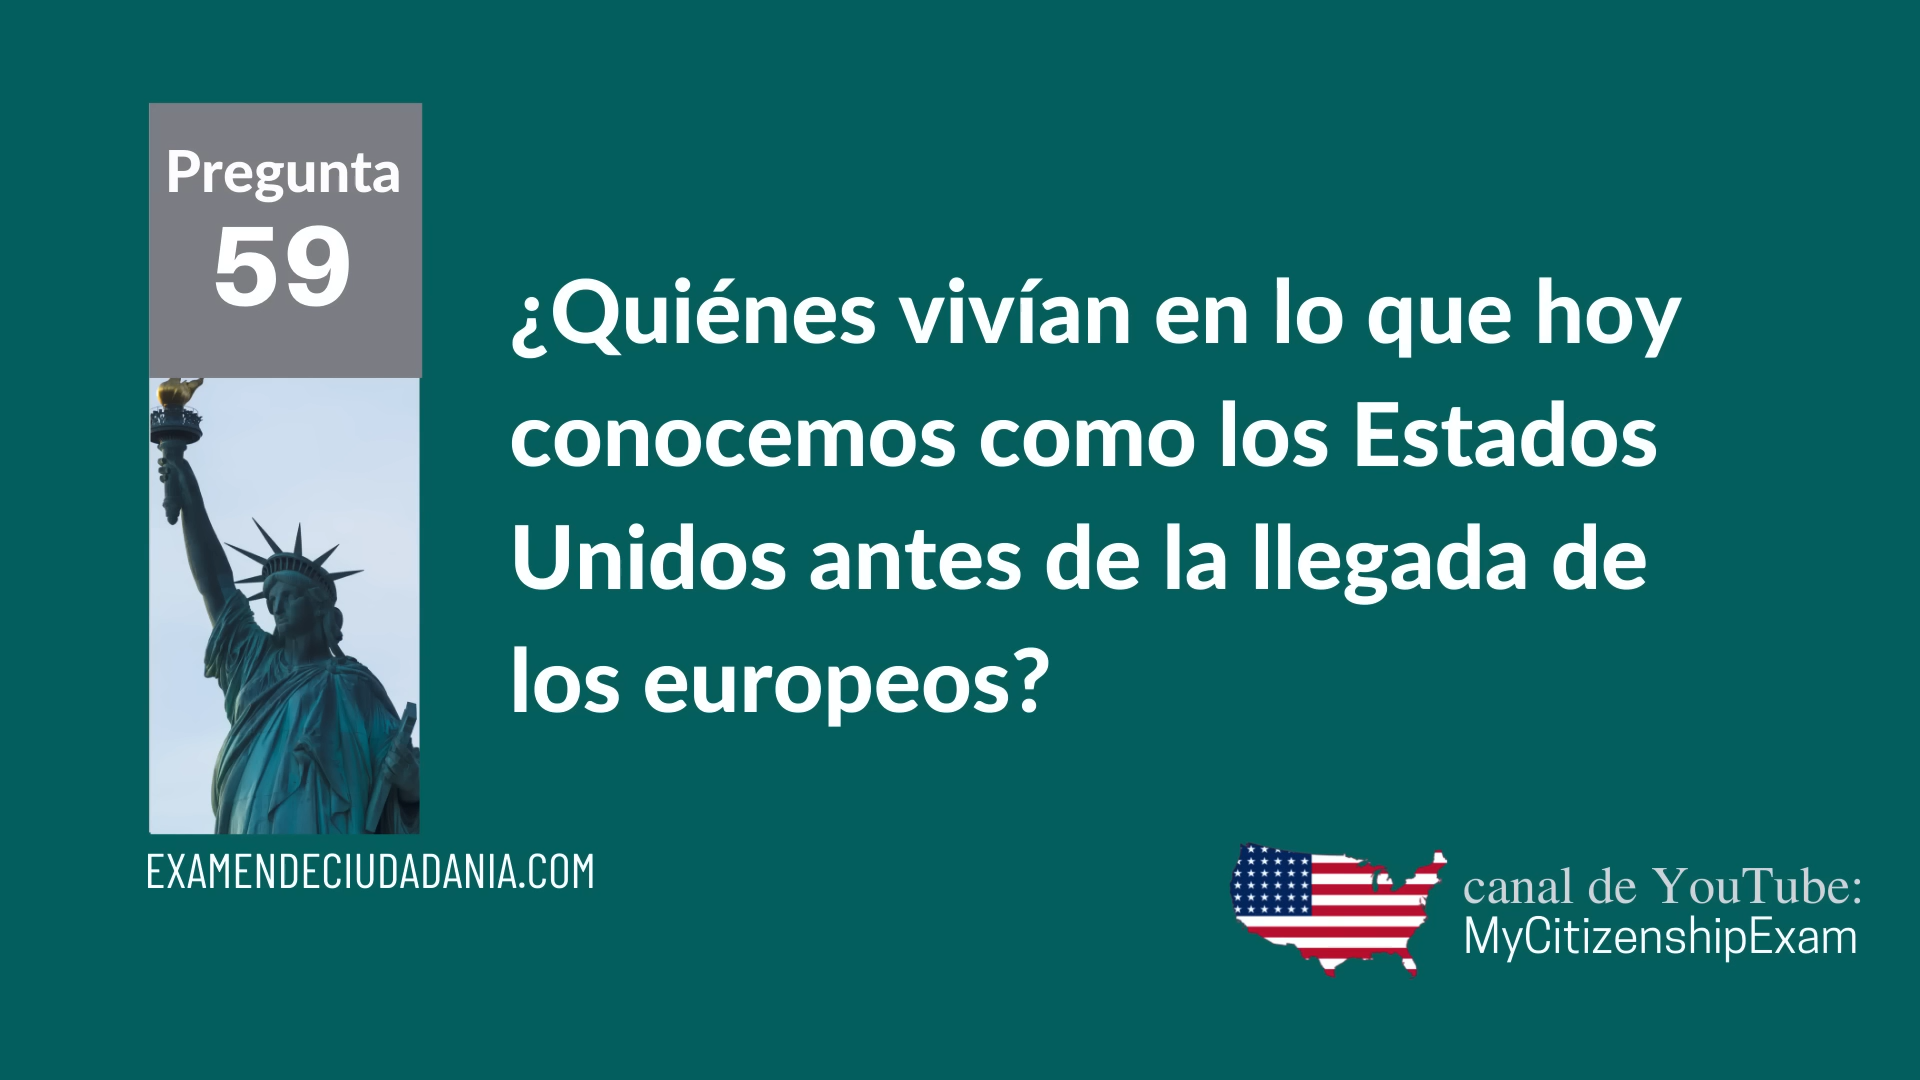 Pregunta
59
¿Quiénes vivían en lo que hoy
conocemos como los Estados
Unidos antes de la llegada de
los europeos?
EXAMENDECIUDADANIA.COM
canal de YouTube:
MyCitizenshipExam